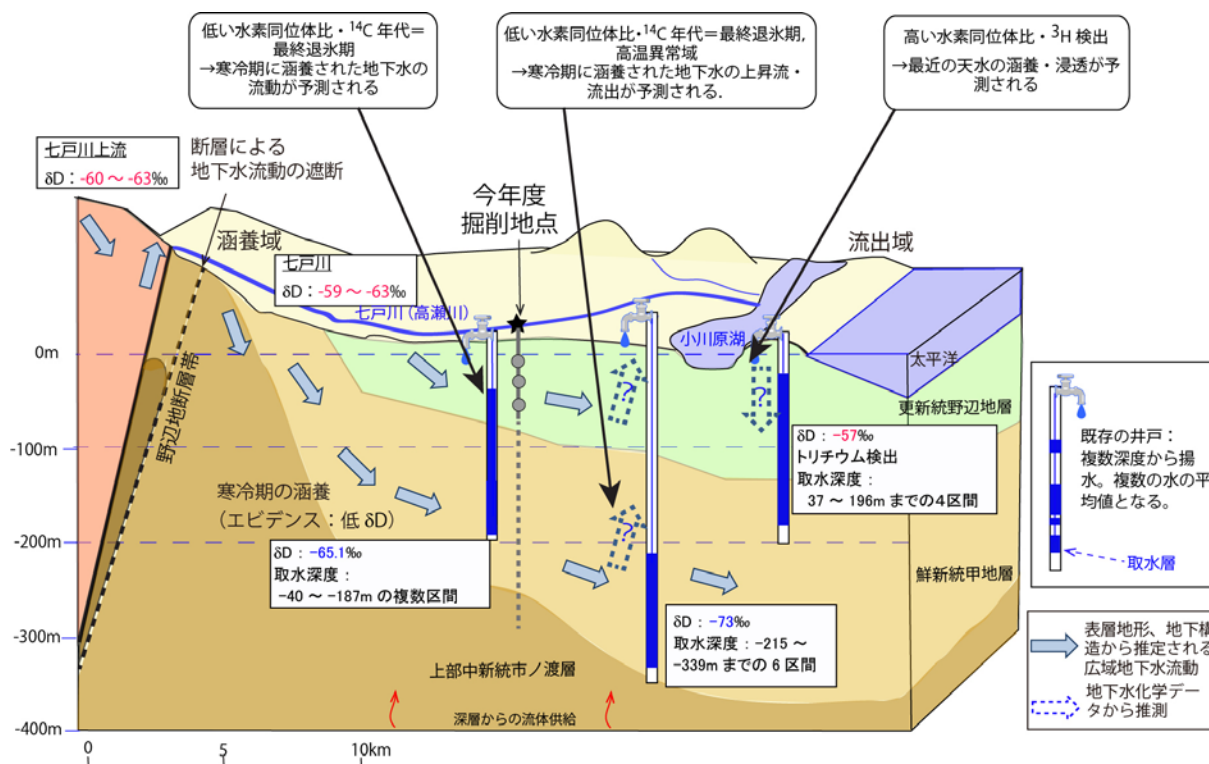 低い水素同位体比・¹⁴C 年代＝
最終退氷期
→寒冷期に涵養された地下水の
流動が予測される
低い水素同位体比・¹⁴C 年代＝最終退氷期,
高温異常域
→寒冷期に涵養された地下水の上昇流・
流出が予測される.
高い水素同位体比・³H 検出
→最近の天水の涵養・浸透が予
測される
七戸川上流
δD：-60 ～ -63‰
断層による
地下水流動の遮断
今年度
掘削地点
涵養域
流出域
七戸川
δD：-59 ～ -63‰
七戸川（高瀬川）
小川原湖
太平洋
0m
-100m
-200m
-300m
-400m
野辺地断層帯
更新統野辺地層
?
?
?
δD：-57‰
トリチウム検出
取水深度：
37 ～ 196m までの４区間
寒冷期の涵養
（エビデンス：低 δD）
δD：-65.1‰
取水深度：
-40 ～ -187m の複数区間
鮮新統甲地層
δD：-73‰
取水深度：-215 ～
-339m までの 6 区間
上部中新統市ノ渡層
深層からの流体供給
0
5
10km
既存の井戸：
複数深度から揚
水。複数の水の平
均値となる。
取水層
表層地形、地下構
造から推定される
広域地下水流動
地下水化学デー
タから推測